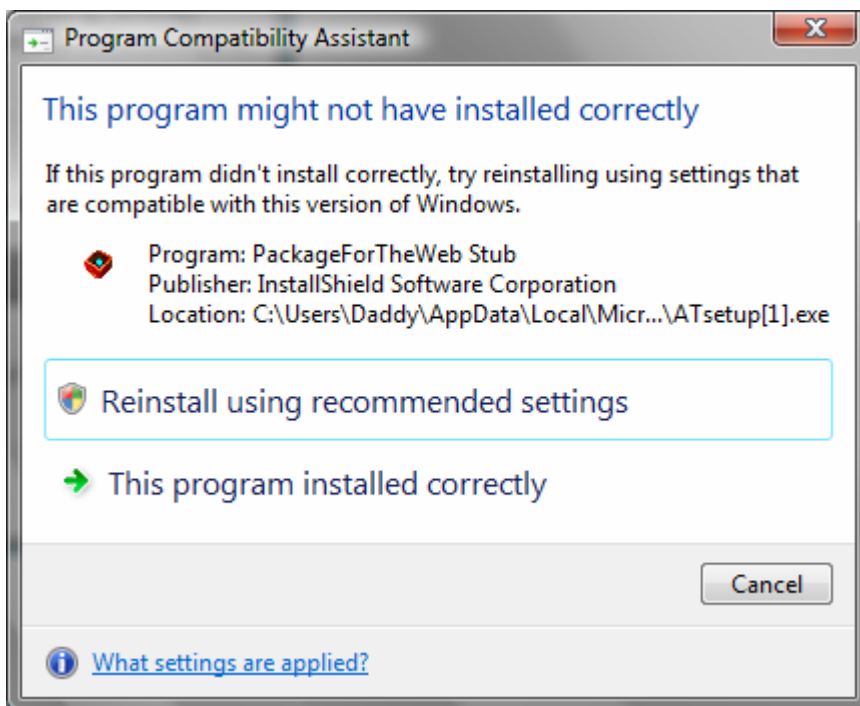 Program Compatibility Assistant
This program might not have installed correctly
If this program didn't install correctly, try reinstalling using settings that
are compatible with this version of Windows.
Program: PackageForTheWeb Stub
Publisher: InstallShield Software Corporation
Location: C:\Users\Daddy\AppData\Local\Micr...\ATsetup[1].exe
Reinstall using recommended settings
This program installed correctly
Cancel
What settings are applied?